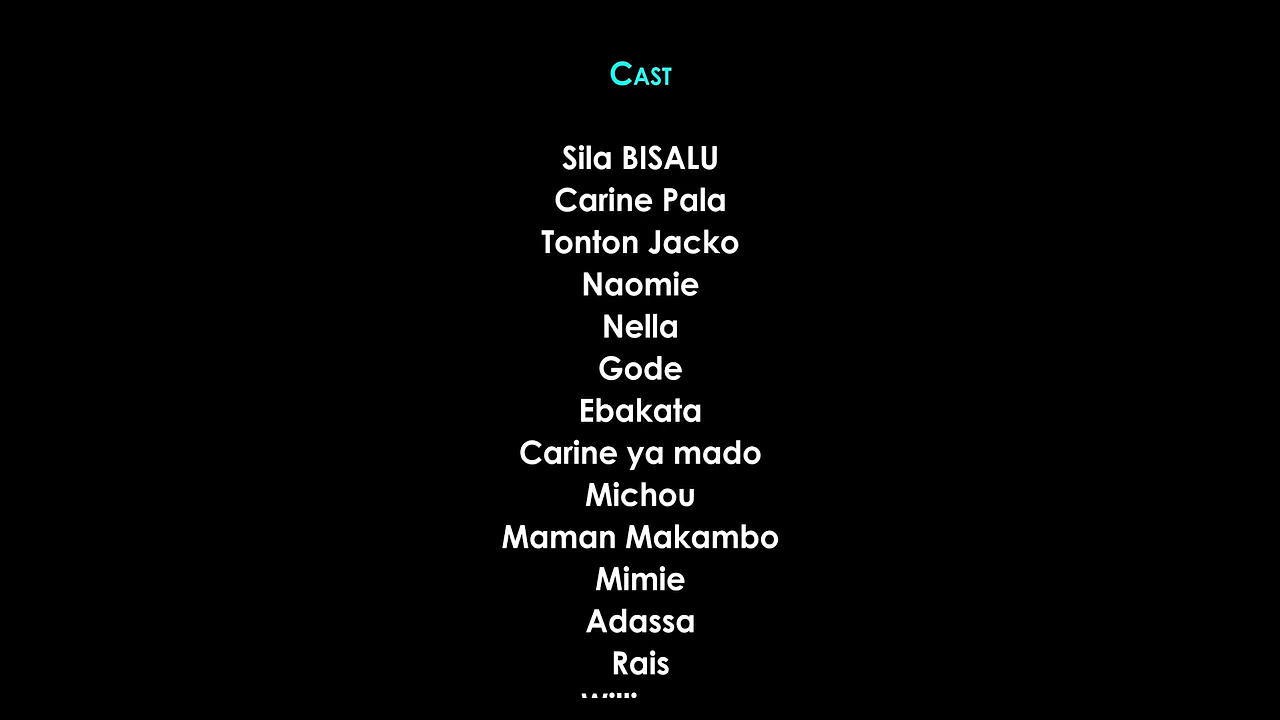 Cast
Sila BISALU
Carine Pala
Tonton Jacko
Naomie
Nella
Gode
Ebakata
Carine ya mado
Michou
Maman Makambo
Mimie
Adassa
Rais